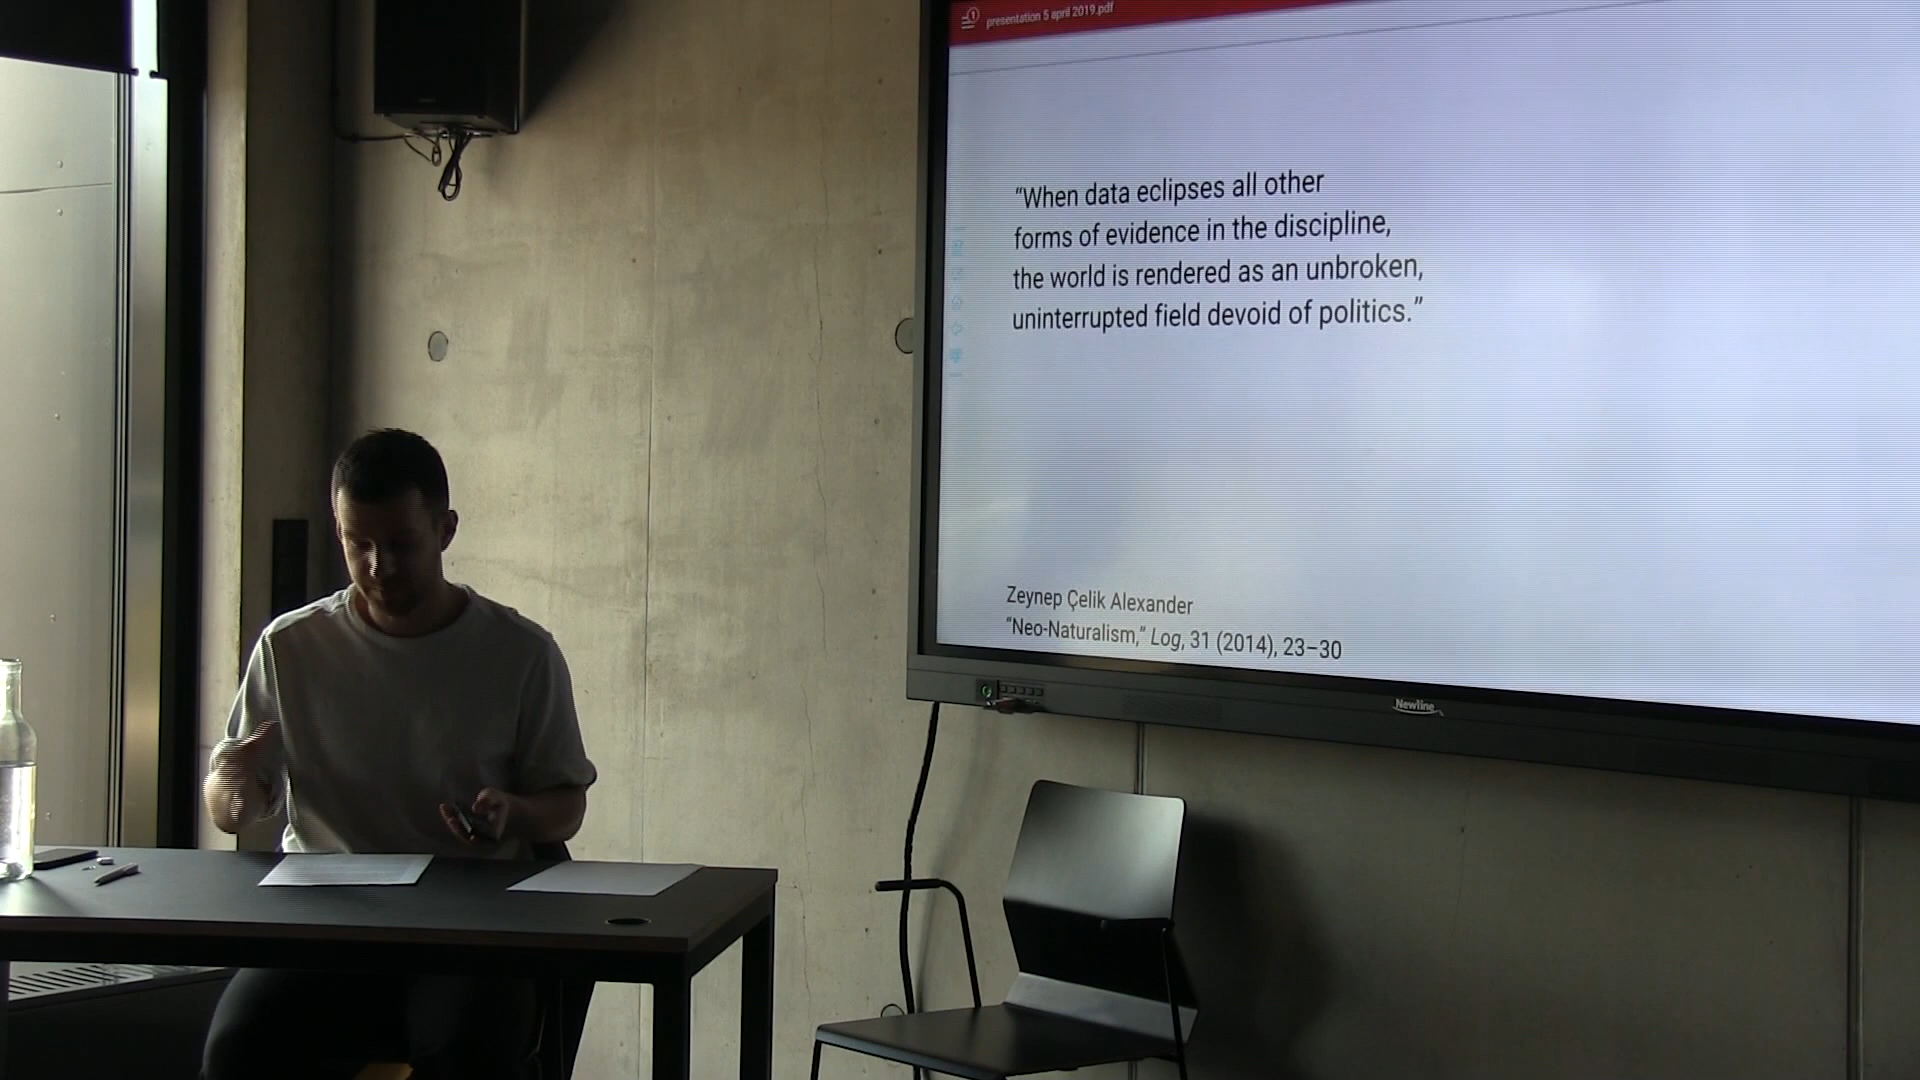 presentation 5 april 2019.pdf
“When data eclipses all other
forms of evidence in the discipline,
the world is rendered as an unbroken,
uninterrupted field devoid of politics.”
Zeynep Çelik Alexander
“Neo-Naturalism,” Log, 31 (2014), 23–30
Newline